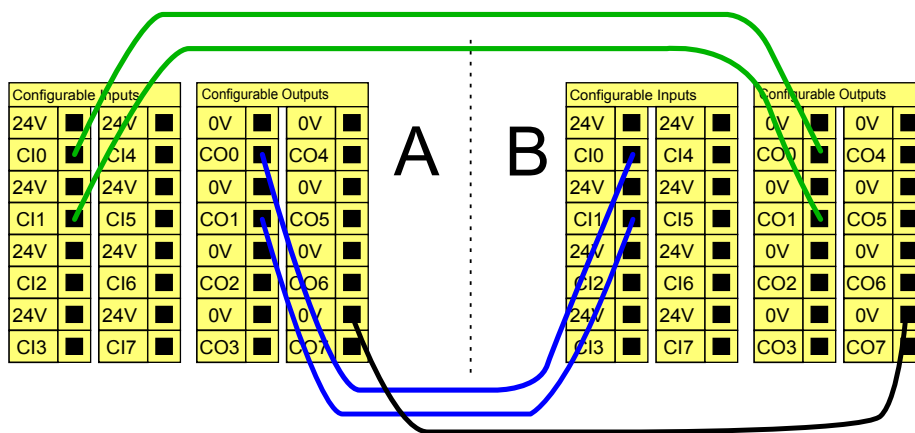 Configurable Inputs
24V 24V
CI0 CI4
24V 24V
CI1 CI5
24V 24V
CI2 CI6
24V 24V
CI3 CI7
Configurable Outputs
0V 0V
CO0 CO4
0V 0V
CO1 CO5
0V 0V
CO2 CO6
0V 0V
CO3 CO7
A
B
Configurable Inputs
24V 24V
CI0 CI4
24V 24V
CI1 CI5
24V 24V
CI2 CI6
24V 24V
CI3 CI7
Configurable Outputs
0V 0V
CO0 CO4
0V 0V
CO1 CO5
0V 0V
CO2 CO6
0V 0V
CO3 CO7